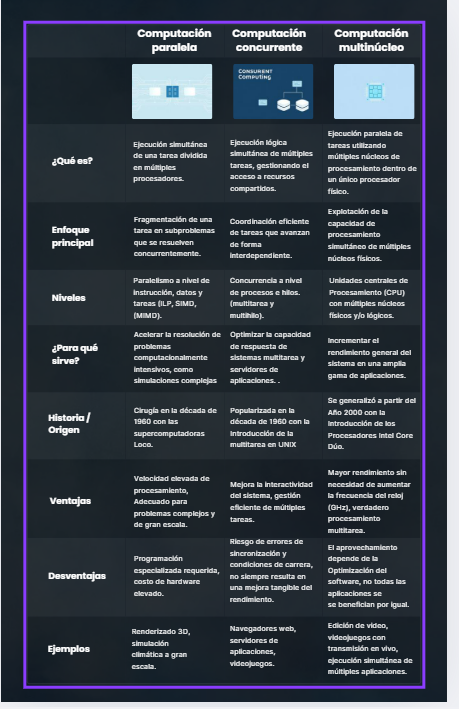 Computación
paralela
Computación
concurrente
Computación
multinúcleo
CONSURENT
COMPUTING
¿Qué es?
Ejecución simultánea
de una tarea dividida
en múltiples
procesadores.
Ejecución lógica
simultánea de múltiples
tareas, gestionando el
acceso a recursos
compartidos.
Ejecución paralela de
tareas utilizando
múltiples núcleos de
procesamiento dentro de
un único procesador
físico.
Enfoque
principal
Fragmentación de una
tarea en subproblemas
que se resuelven
concurrentemente.
Coordinación eficiente
de tareas que avanzan
de forma
interdependiente.
Explotación de la
capacidad de
procesamiento
simultáneo de múltiples
núcleos físicos.
Niveles
Paralelismo a nivel de
instrucción, datos y
tareas (ILP, SIMD,
(MIMD).
Concurrencia a nivel
de procesos e hilos.
(multitarea y
multihilo).
Unidades centrales de
Procesamiento (CPU)
con múltiples núcleos
físicos y/o lógicos.
¿Para qué
sirve?
Acelerar la resolución de
problemas
computacionalmente
intensivos, como
simulaciones complejas
Optimizar la capacidad
de respuesta de
sistemas multitarea y
servidores de
aplicaciones. .
Incrementar el
rendimiento general del
sistema en una amplia
gama de aplicaciones.
Historia /
Origen
Cirugía en la década de
1960 con las
supercomputadoras
Loco.
Popularizada en la
década de 1960 con la
introducción de la
multitarea en UNIX
Se generalizó a partir del
Año 2000 con la
introducción de los
Procesadores Intel Core
Dúo.
Ventajas
Velocidad elevada de
procesamiento,
Adecuado para
problemas complejos y
de gran escala.
Mejora la interactividad
del sistema, gestión
eficiente de múltiples
tareas.
Mayor rendimiento sin
necesidad de aumentar
la frecuencia del reloj
(GHz), verdadero
procesamiento
multitarea.
Desventajas
Programación
especializada requerida,
costo de hardware
elevado.
Riesgo de errores de
sincronización y
condiciones de carrera,
no siempre resulta en
una mejora tangible del
rendimiento.
El aprovechamiento
depende de la
Optimización del
software, no todas las
aplicaciones se
se benefician por igual.
Ejemplos
Renderizado 3D,
simulación
climática a gran
escala.
Navegadores web,
servidores de
aplicaciones,
videojuegos.
Edición de video,
videojuegos con
transmisión en vivo,
ejecución simultánea de
múltiples aplicaciones.